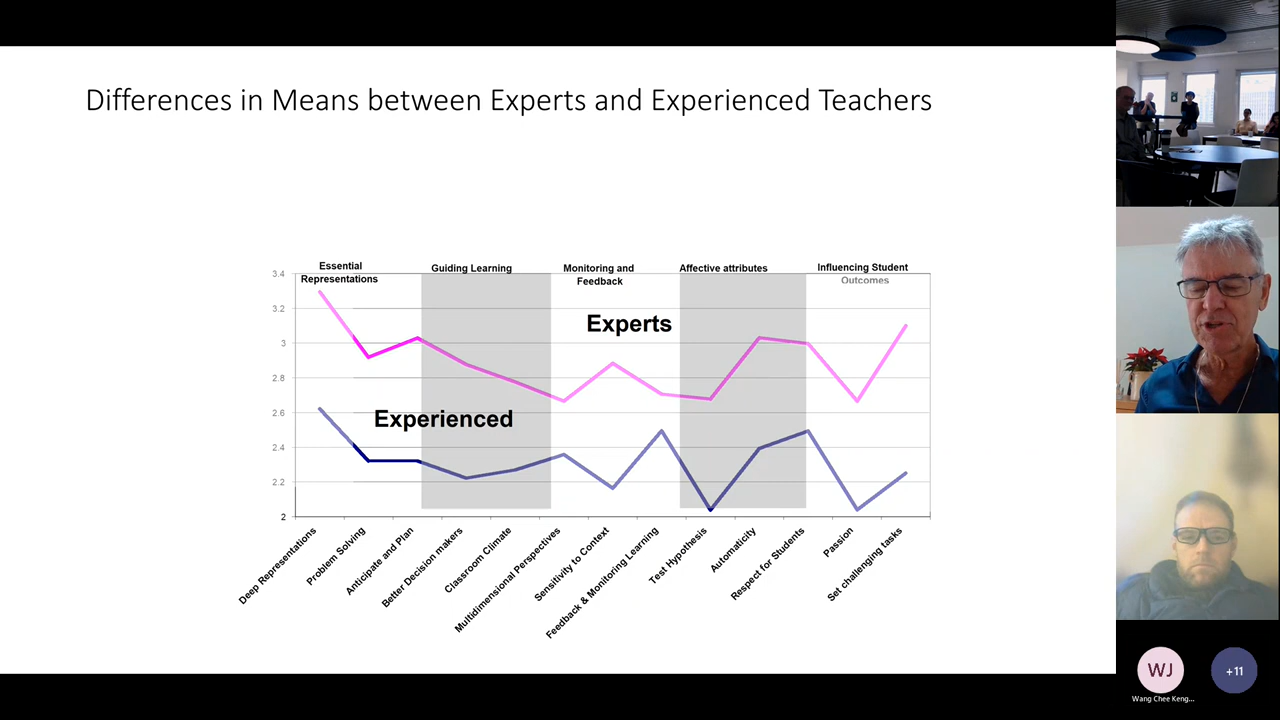 Differences in Means between Experts and Experienced Teachers
Essential
Representations
Guiding Learning
Monitoring and
Feedback
Affective attributes
Influencing Student
Outcomes
3.4
3.2
3
2.8
2.6
2.4
2.2
2
Experts
Experienced
Deep Representations
Problem Solving
Anticipate and Plan
Better Decision makers
Classroom Climate
Multidimensional Perspectives
Sensitivity to Context
Feedback & Monitoring Learning
Test Hypothesis
Automaticity
Respect for Students
Passion
Set challenging tasks
WJ
+11
Wang Chee Keng...